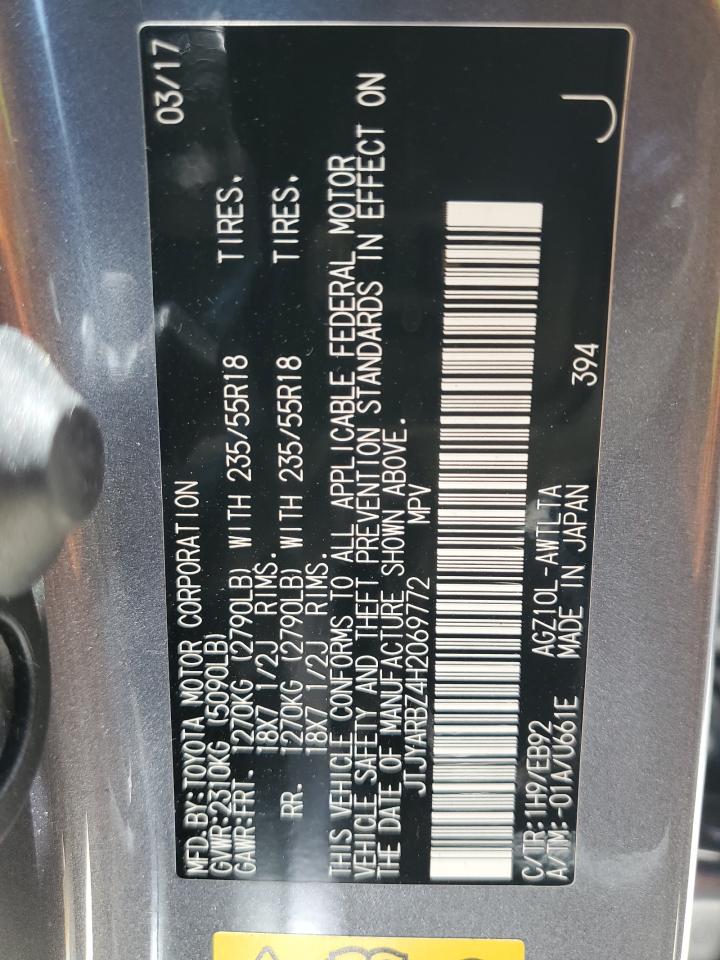 MFD.BY:TOYOTA MOTOR CORPORATION 03/17
GVWR:2310KG (5090LB)
GAWR:FRT. 1270KG (2790LB) WITH 235/55R18 TIRES.
18X7 1/2J RIMS.
RR. 1270KG (2790LB) WITH 235/55R18 TIRES.
18X7 1/2J RIMS.
THIS VEHICLE CONFORMS TO ALL APPLICABLE FEDERAL MOTOR
VEHICLE SAFETY AND THEFT PREVENTION STANDARDS IN EFFECT ON
THE DATE OF MANUFACTURE SHOWN ABOVE.
JTJYARBZ4H2069772 MPV
C/TR:1H9/EB92 AGZ10L-AWTLTA 394
A/TM:-01A/U661E MADE IN JAPAN
J